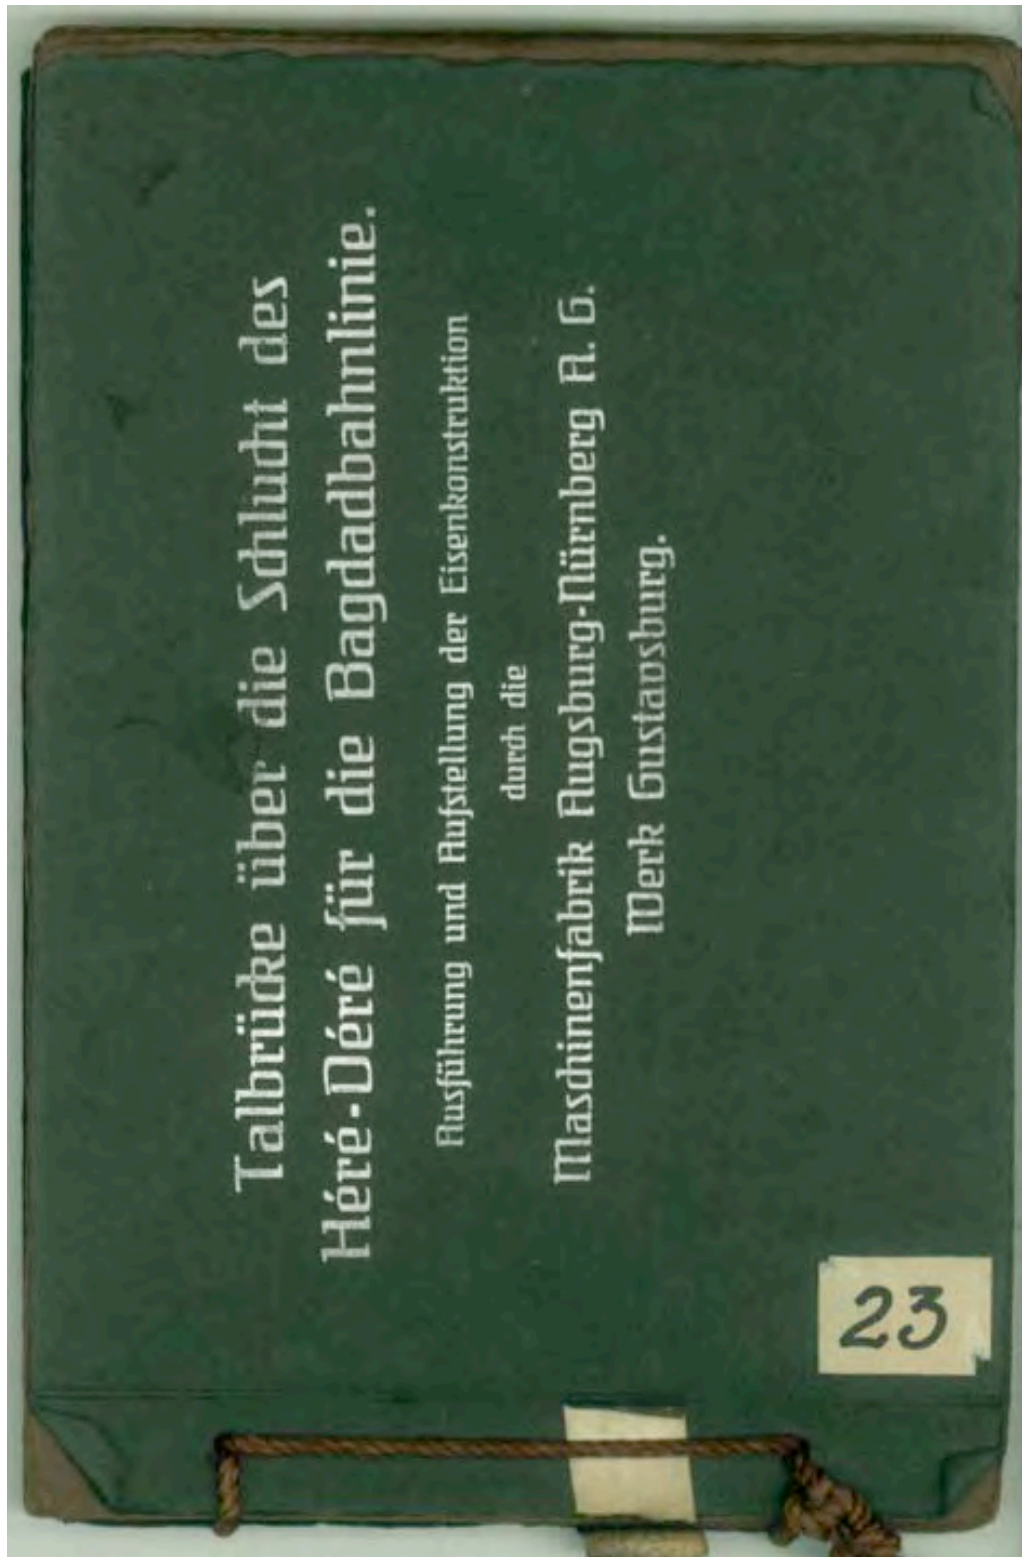 Talbrücke über die Schlucht des
Héré-Déré für die Bagdadbahnlinie.
Ausführung und Aufstellung der Eisenkonstruktion
durch die
Maschinenfabrik Augsburg-Nürnberg A. G.
Werk Gustavsburg.
23